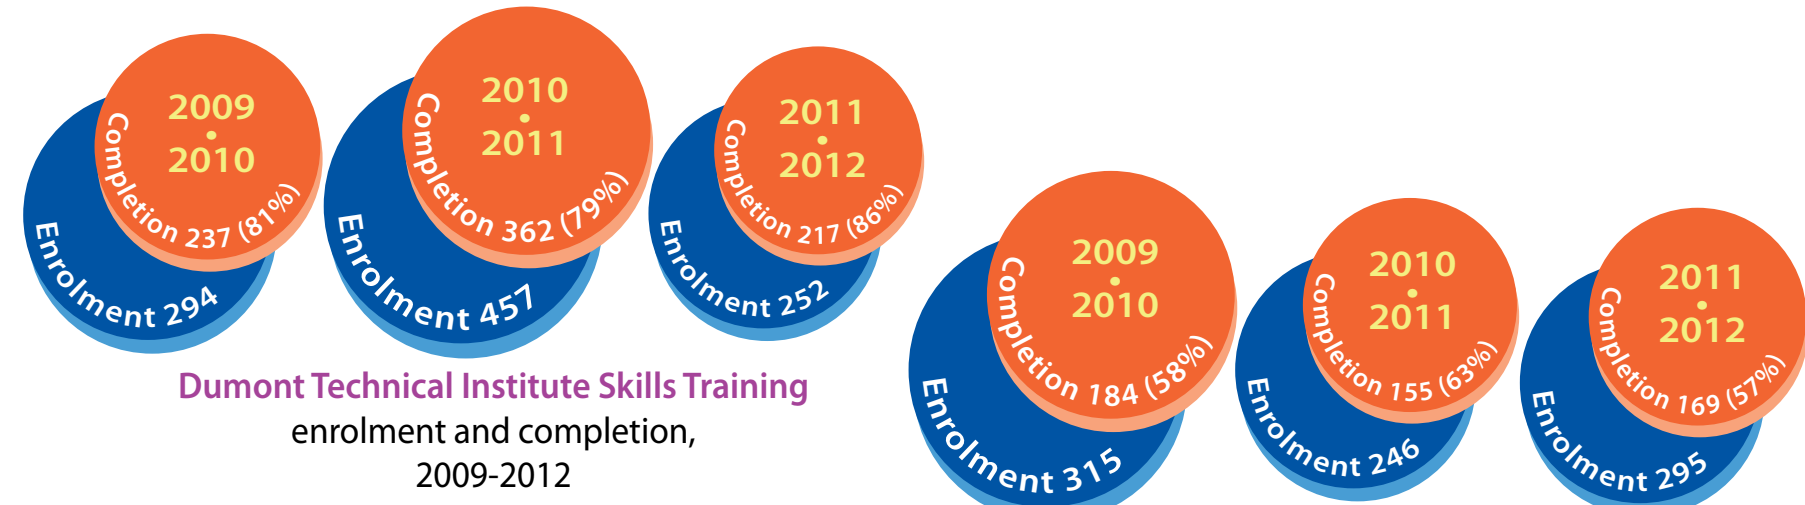 2009
•
2010
Completion 237 (81%)
Enrolment 294
2010
•
2011
Completion 362 (79%)
Enrolment 457
2011
•
2012
Completion 217 (86%)
Enrolment 252
Dumont Technical Institute Skills Training
enrolment and completion,
2009-2012
2009
•
2010
Completion 184 (58%)
Enrolment 315
2010
•
2011
Completion 155 (63%)
Enrolment 246
2011
•
2012
Completion 169 (57%)
Enrolment 295